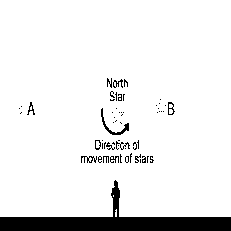 North
Star
A
B
Direction of
movement of stars